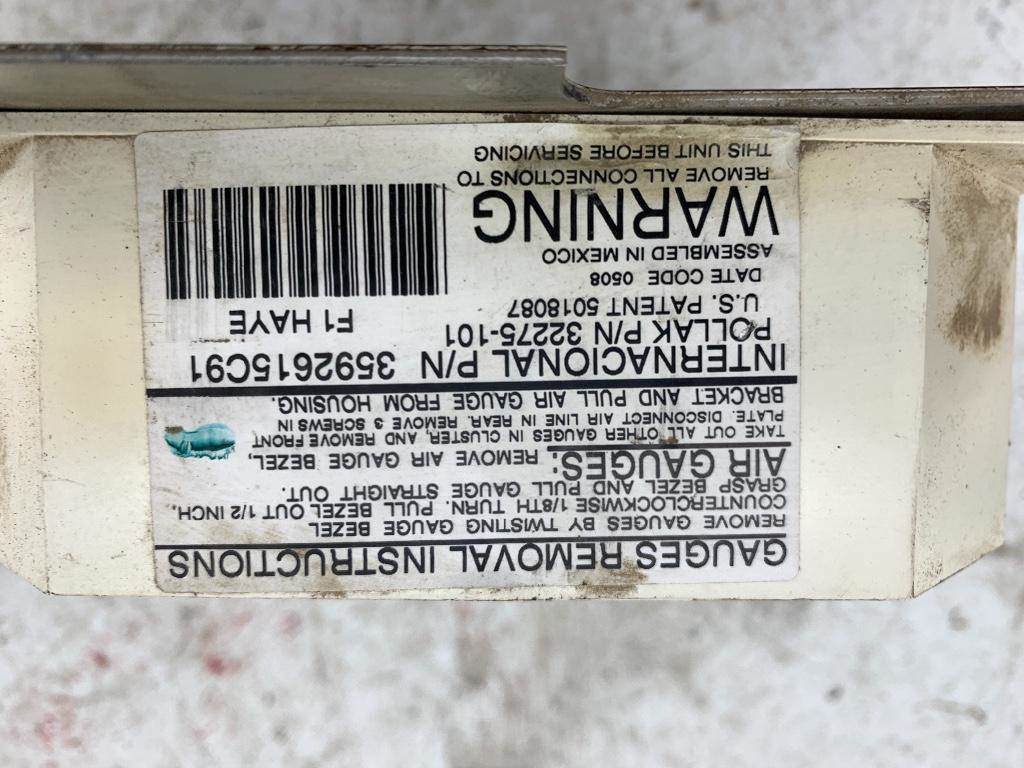 GAUGES REMOVAL INSTRUCTIONS
REMOVE GAUGES BY TWISTING GAUGE BEZEL
COUNTERCLOCKWISE 1/8TH TURN. PULL BEZEL OUT 1/2 INCH,
GRASP BEZEL AND PULL GAUGE STRAIGHT OUT.
AIR GAUGES: REMOVE AIR GAUGE BEZEL,
TAKE OUT ALL OTHER GAUGES IN CLUSTER, AND REMOVE FRONT
PLATE. DISCONNECT AIR LINE IN REAR. REMOVE 3 SCREWS IN
BRACKET AND PULL AIR GAUGE FROM HOUSING.
INTERNACIONAL P/N 3592615C91
POLLAK P/N 32275-101
F1 HAYE
U.S. PATENT 5018087
DATE CODE 0508
ASSEMBLED IN MEXICO
WARNING
REMOVE ALL CONNECTIONS TO
THIS UNIT BEFORE SERVICING